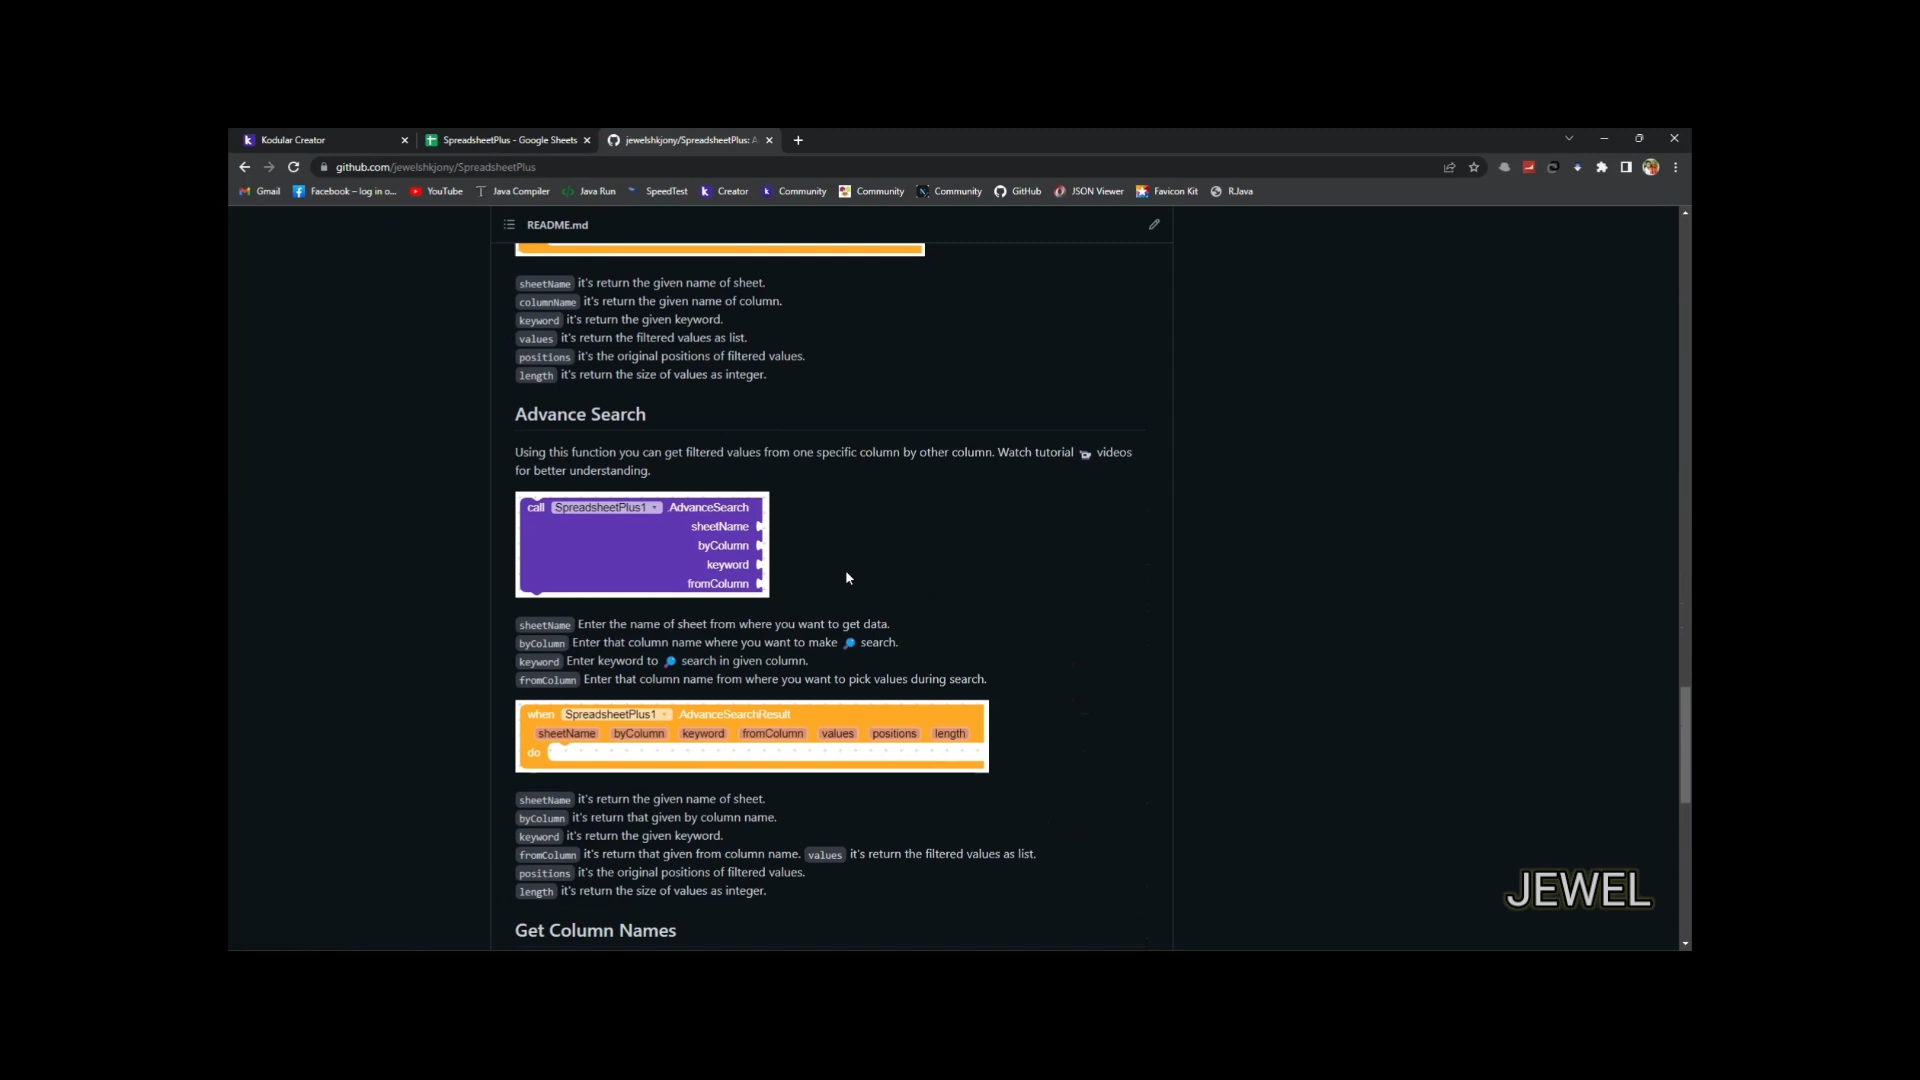 Kodular Creator
SpreadsheetPlus - Google Sheets
jewelshkjony/SpreadsheetPlus: A
github.com/jewelshkjony/SpreadsheetPlus
Gmail
Facebook – log in o...
YouTube
Java Compiler
Java Run
SpeedTest
Creator
Community
Community
Community
GitHub
JSON Viewer
Favicon Kit
RJava
README.md
sheetName it's return the given name of sheet.
columnName it's return the given name of column.
keyword it's return the given keyword.
values it's return the filtered values as list.
positions it's the original positions of filtered values.
length it's return the size of values as integer.
Advance Search
Using this function you can get filtered values from one specific column by other column. Watch tutorial videos
for better understanding.
call SpreadsheetPlus1 .AdvanceSearch
sheetName
byColumn
keyword
fromColumn
sheetName Enter the name of sheet from where you want to get data.
byColumn Enter that column name where you want to make 🔎 search.
keyword Enter keyword to 🔎 search in given column.
fromColumn Enter that column name from where you want to pick values during search.
when SpreadsheetPlus1 .AdvanceSearchResult
sheetName byColumn keyword fromColumn values positions length
do
sheetName it's return the given name of sheet.
byColumn it's return that given by column name.
keyword it's return the given keyword.
fromColumn it's return that given from column name. values it's return the filtered values as list.
positions it's the original positions of filtered values.
length it's return the size of values as integer.
Get Column Names
JEWEL